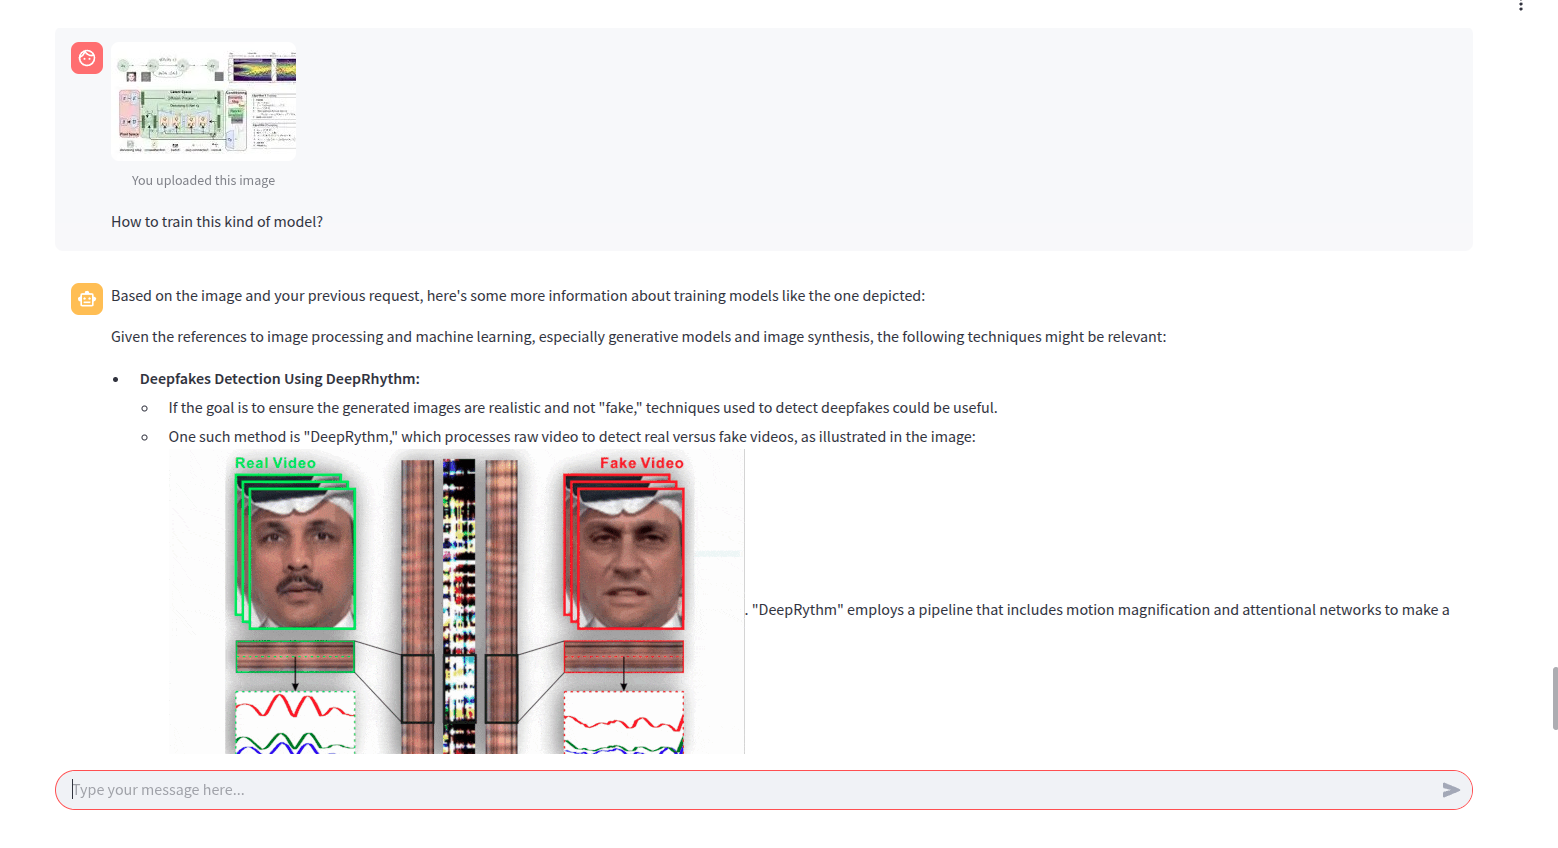 You uploaded this image
How to train this kind of model?
Based on the image and your previous request, here's some more information about training models like the one depicted:
Given the references to image processing and machine learning, especially generative models and image synthesis, the following techniques might be relevant:
Deepfakes Detection Using DeepRhythm:
If the goal is to ensure the generated images are realistic and not "fake," techniques used to detect deepfakes could be useful.
One such method is "DeepRythm," which processes raw video to detect real versus fake videos, as illustrated in the image:
Real Video
Fake Video
. "DeepRythm" employs a pipeline that includes motion magnification and attentional networks to make a
Type your message here...